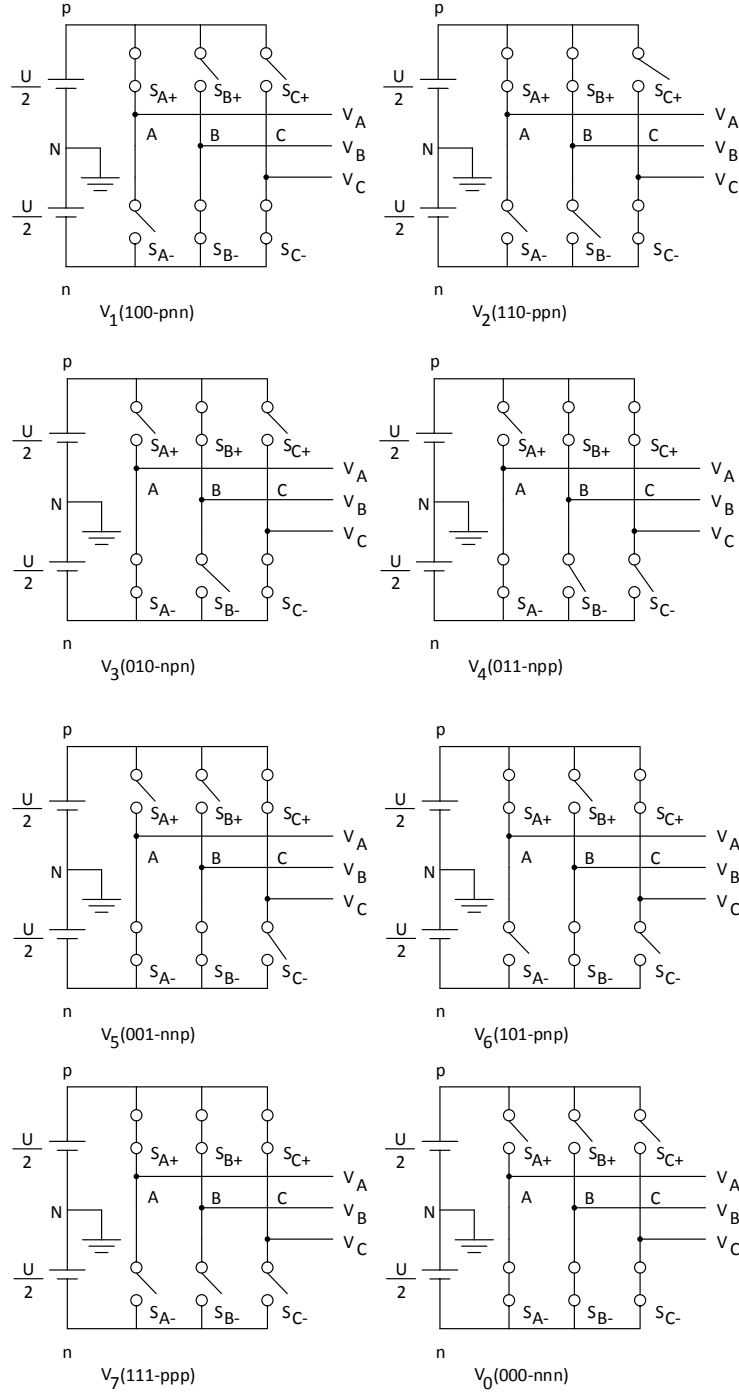 p
U
2
S_A+ S_B+ S_C+
V_A
A B C
N
V_B
V_C
U
2
S_A- S_B- S_C-
n
V_1(100-pnn)
p
U
2
S_A+ S_B+ S_C+
V_A
A B C
N
V_B
V_C
U
2
S_A- S_B- S_C-
n
V_2(110-ppn)
p
U
2
S_A+ S_B+ S_C+
V_A
A B C
N
V_B
V_C
U
2
S_A- S_B- S_C-
n
V_3(010-npn)
p
U
2
S_A+ S_B+ S_C+
V_A
A B C
N
V_B
V_C
U
2
S_A- S_B- S_C-
n
V_4(011-npp)
p
U
2
S_A+ S_B+ S_C+
V_A
A B C
N
V_B
V_C
U
2
S_A- S_B- S_C-
n
V_5(001-nnp)
p
U
2
S_A+ S_B+ S_C+
V_A
A B C
N
V_B
V_C
U
2
S_A- S_B- S_C-
n
V_6(101-pnp)
p
U
2
S_A+ S_B+ S_C+
V_A
A B C
N
V_B
V_C
U
2
S_A- S_B- S_C-
n
V_7(111-ppp)
p
U
2
S_A+ S_B+ S_C+
V_A
A B C
N
V_B
V_C
U
2
S_A- S_B- S_C-
n
V_0(000-nnn)